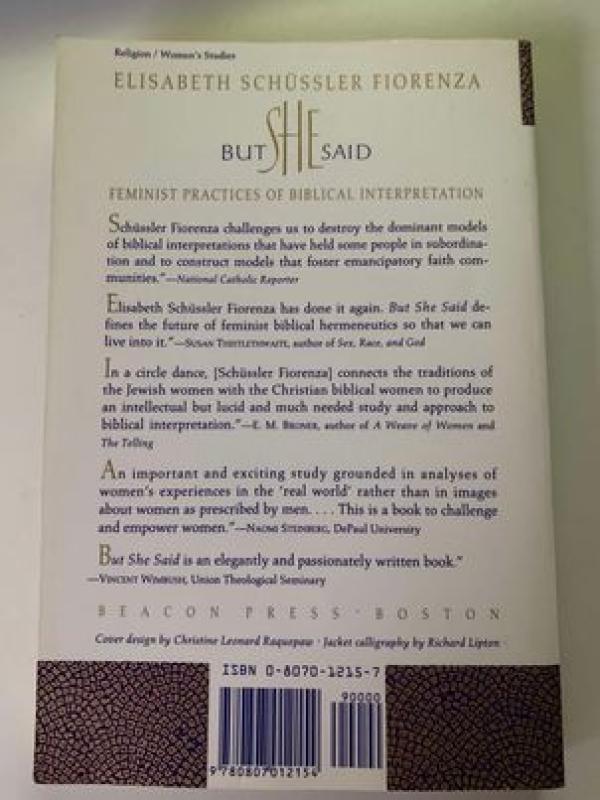 Religion / Women's Studies
ELISABETH SCHÜSSLER FIORENZA
BUT SHE SAID
FEMINIST PRACTICES OF BIBLICAL INTERPRETATION
Schüssler Fiorenza challenges us to destroy the dominant models
of biblical interpretations that have held some people in subordina-
tion and to construct models that foster emancipatory faith com-
munities."—National Catholic Reporter
Elisabeth Schüssler Fiorenza has done it again. But She Said de-
fines the future of feminist biblical hermeneutics so that we can
live into it."—SUSAN THISTLETHWAITE, author of Sex, Race, and God
In a circle dance, [Schüssler Fiorenza] connects the traditions of
the Jewish women with the Christian biblical women to produce
an intellectual but lucid and much needed study and approach to
biblical interpretation."—E. M. BRONER, author of A Weave of Women and
The Telling
An important and exciting study grounded in analyses of
women's experiences in the 'real world' rather than in images
about women as prescribed by men. . . . This is a book to challenge
and empower women."—NAOMI STEINBERG, DePaul University
But She Said is an elegantly and passionately written book."
—VINCENT WIMBUSH, Union Theological Seminary
BEACON PRESS · BOSTON
Cover design by Christine Leonard Raquepaw · Jacket calligraphy by Richard Lipton
ISBN 0-8070-1215-7
90000
9780807012154